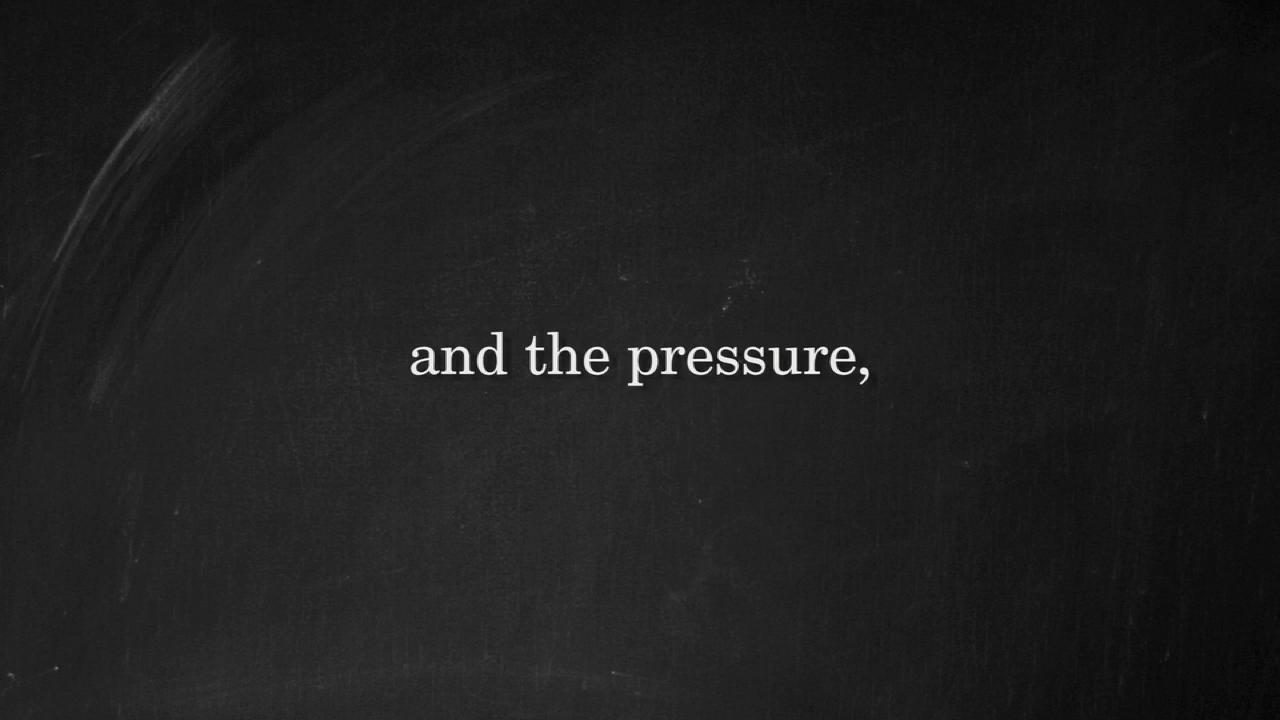 and the pressure,